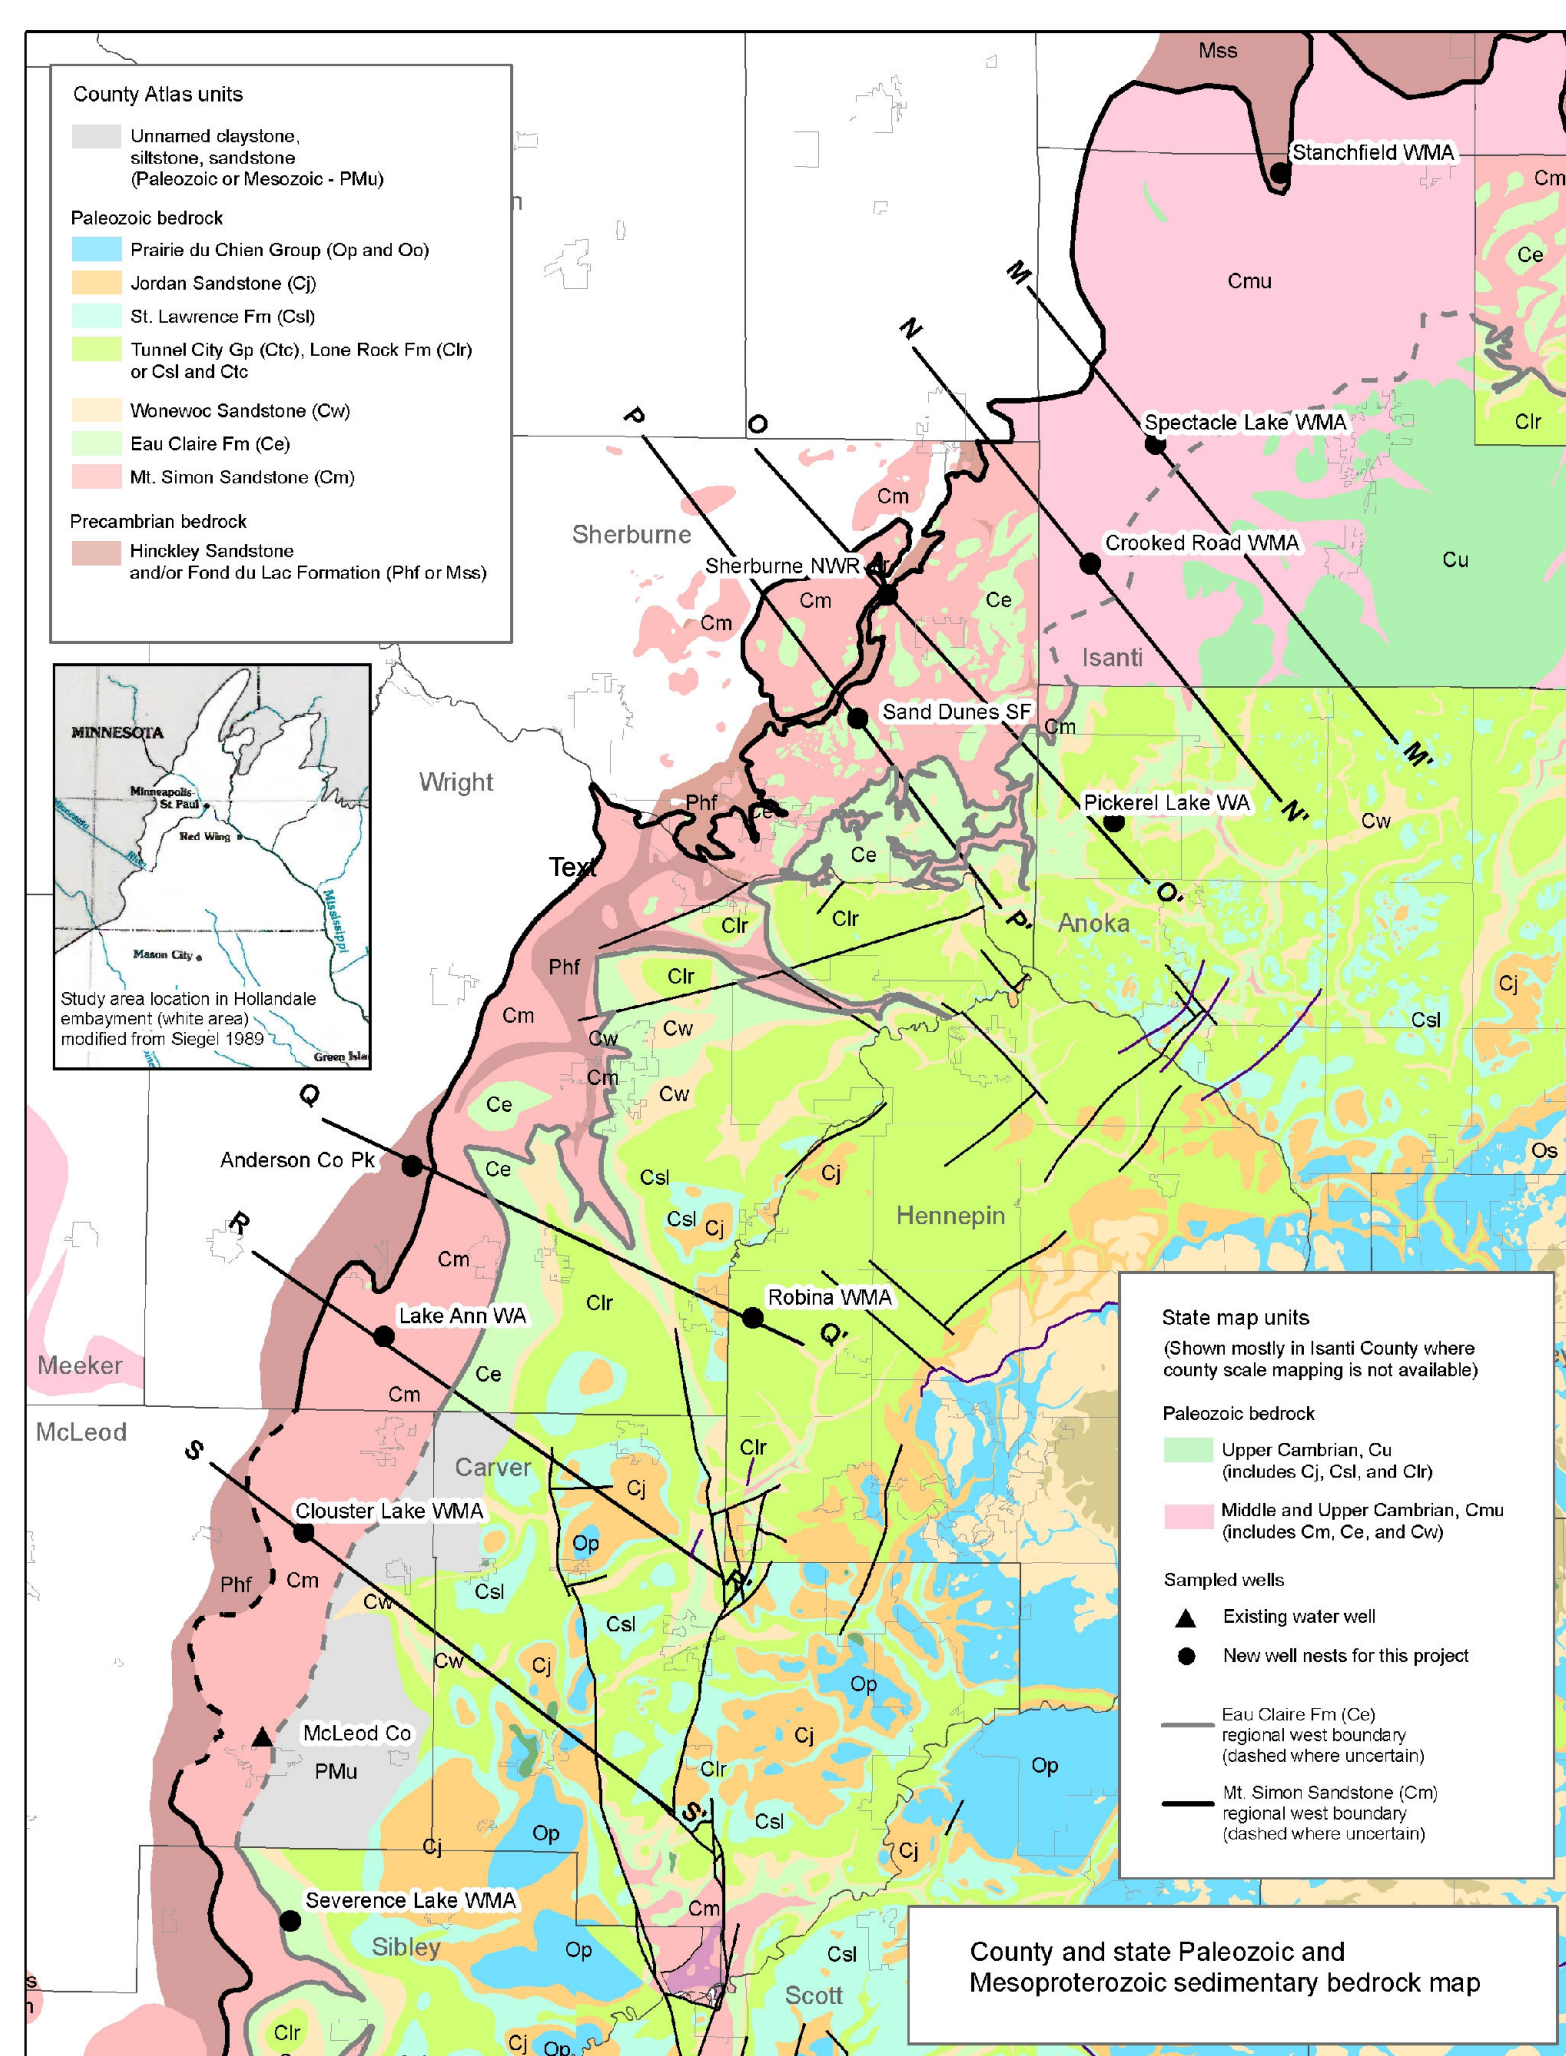 County Atlas units
Unnamed claystone,
siltstone, sandstone
(Paleozoic or Mesozoic - PMu)
Paleozoic bedrock
Prairie du Chien Group (Op and Oo)
Jordan Sandstone (Cj)
St. Lawrence Fm (Csl)
Tunnel City Gp (Ctc), Lone Rock Fm (Clr)
or Csl and Ctc
Wonewoc Sandstone (Cw)
Eau Claire Fm (Ce)
Mt. Simon Sandstone (Cm)
Precambrian bedrock
Hinckley Sandstone
and/or Fond du Lac Formation (Phf or Mss)
MINNESOTA
Minneapolis-
St. Paul
Red Wing
Mississippi
Mason City
Study area location in Hollandale
embayment (white area)
modified from Siegel 1989
Mss
Stanchfield WMA
Cm
Ce
Cmu
M
N
P
O
Spectacle Lake WMA
Clr
Cm
Sherburne
Crooked Road WMA
Cu
Sherburne NWR
Cm
Ce
Cm
Isanti
Sand Dunes SF
Cm
M'
Wright
Phf
Ce
Pickerel Lake WA
N'
Cw
Text
Ce
O'
Clr
Clr
P'
Anoka
Phf
Clr
Cj
Cm
Cw
Cw
Csl
Cm
Cw
Q
Ce
Anderson Co Pk
Ce
Csl
Cj
Os
R
Csl
Cj
Hennepin
Cm
Clr
Robina WMA
Q'
Lake Ann WA
Meeker
Ce
Cm
McLeod
S
Carver
Clr
Cj
Clouster Lake WMA
Op
Phf
Cm
Cw
Csl
R'
Csl
Cw
Cj
Op
McLeod Co
PMu
Cj
Clr
Op
S'
Csl
Cj
Op
Cj
Severence Lake WMA
Cm
Sibley
Op
Csl
Scott
Clr
Cj
Op
State map units
(Shown mostly in Isanti County where
county scale mapping is not available)
Paleozoic bedrock
Upper Cambrian, Cu
(includes Cj, Csl, and Clr)
Middle and Upper Cambrian, Cmu
(includes Cm, Ce, and Cw)
Sampled wells
Existing water well
New well nests for this project
Eau Claire Fm (Ce)
regional west boundary
(dashed where uncertain)
Mt. Simon Sandstone (Cm)
regional west boundary
(dashed where uncertain)
County and state Paleozoic and
Mesoproterozoic sedimentary bedrock map